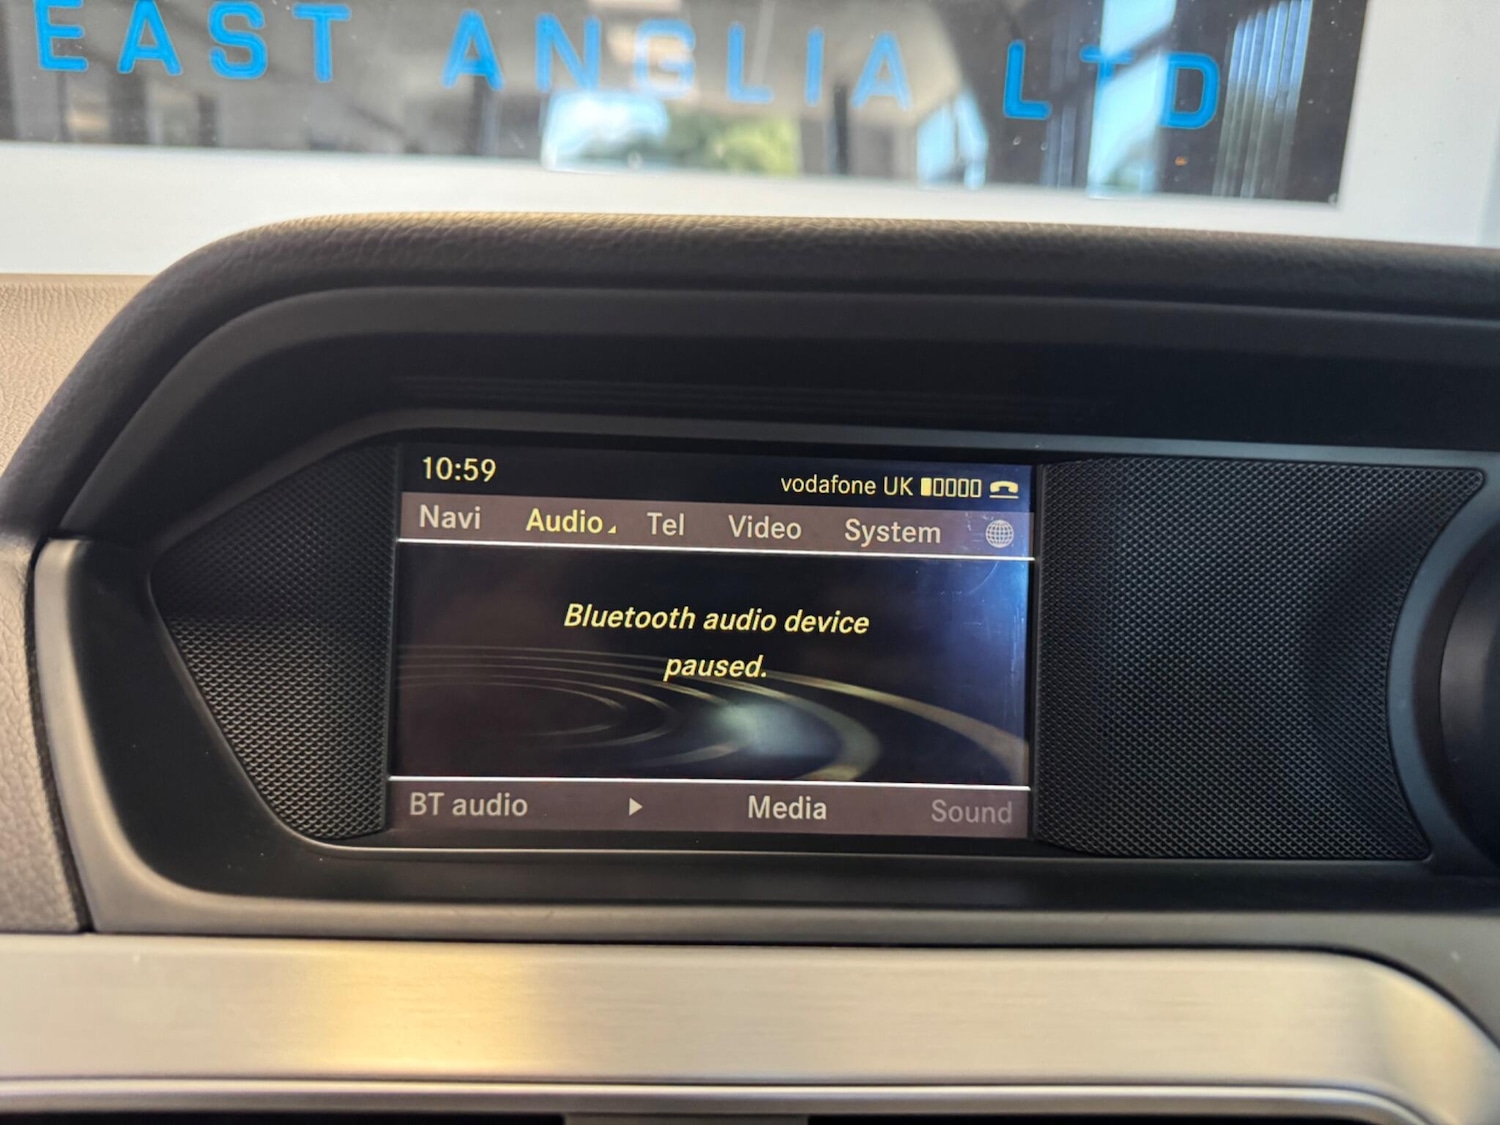 EAST ANGLIA LTD
10:59 vodafone UK
Navi Audio Tel Video System
Bluetooth audio device
paused.
BT audio Media Sound